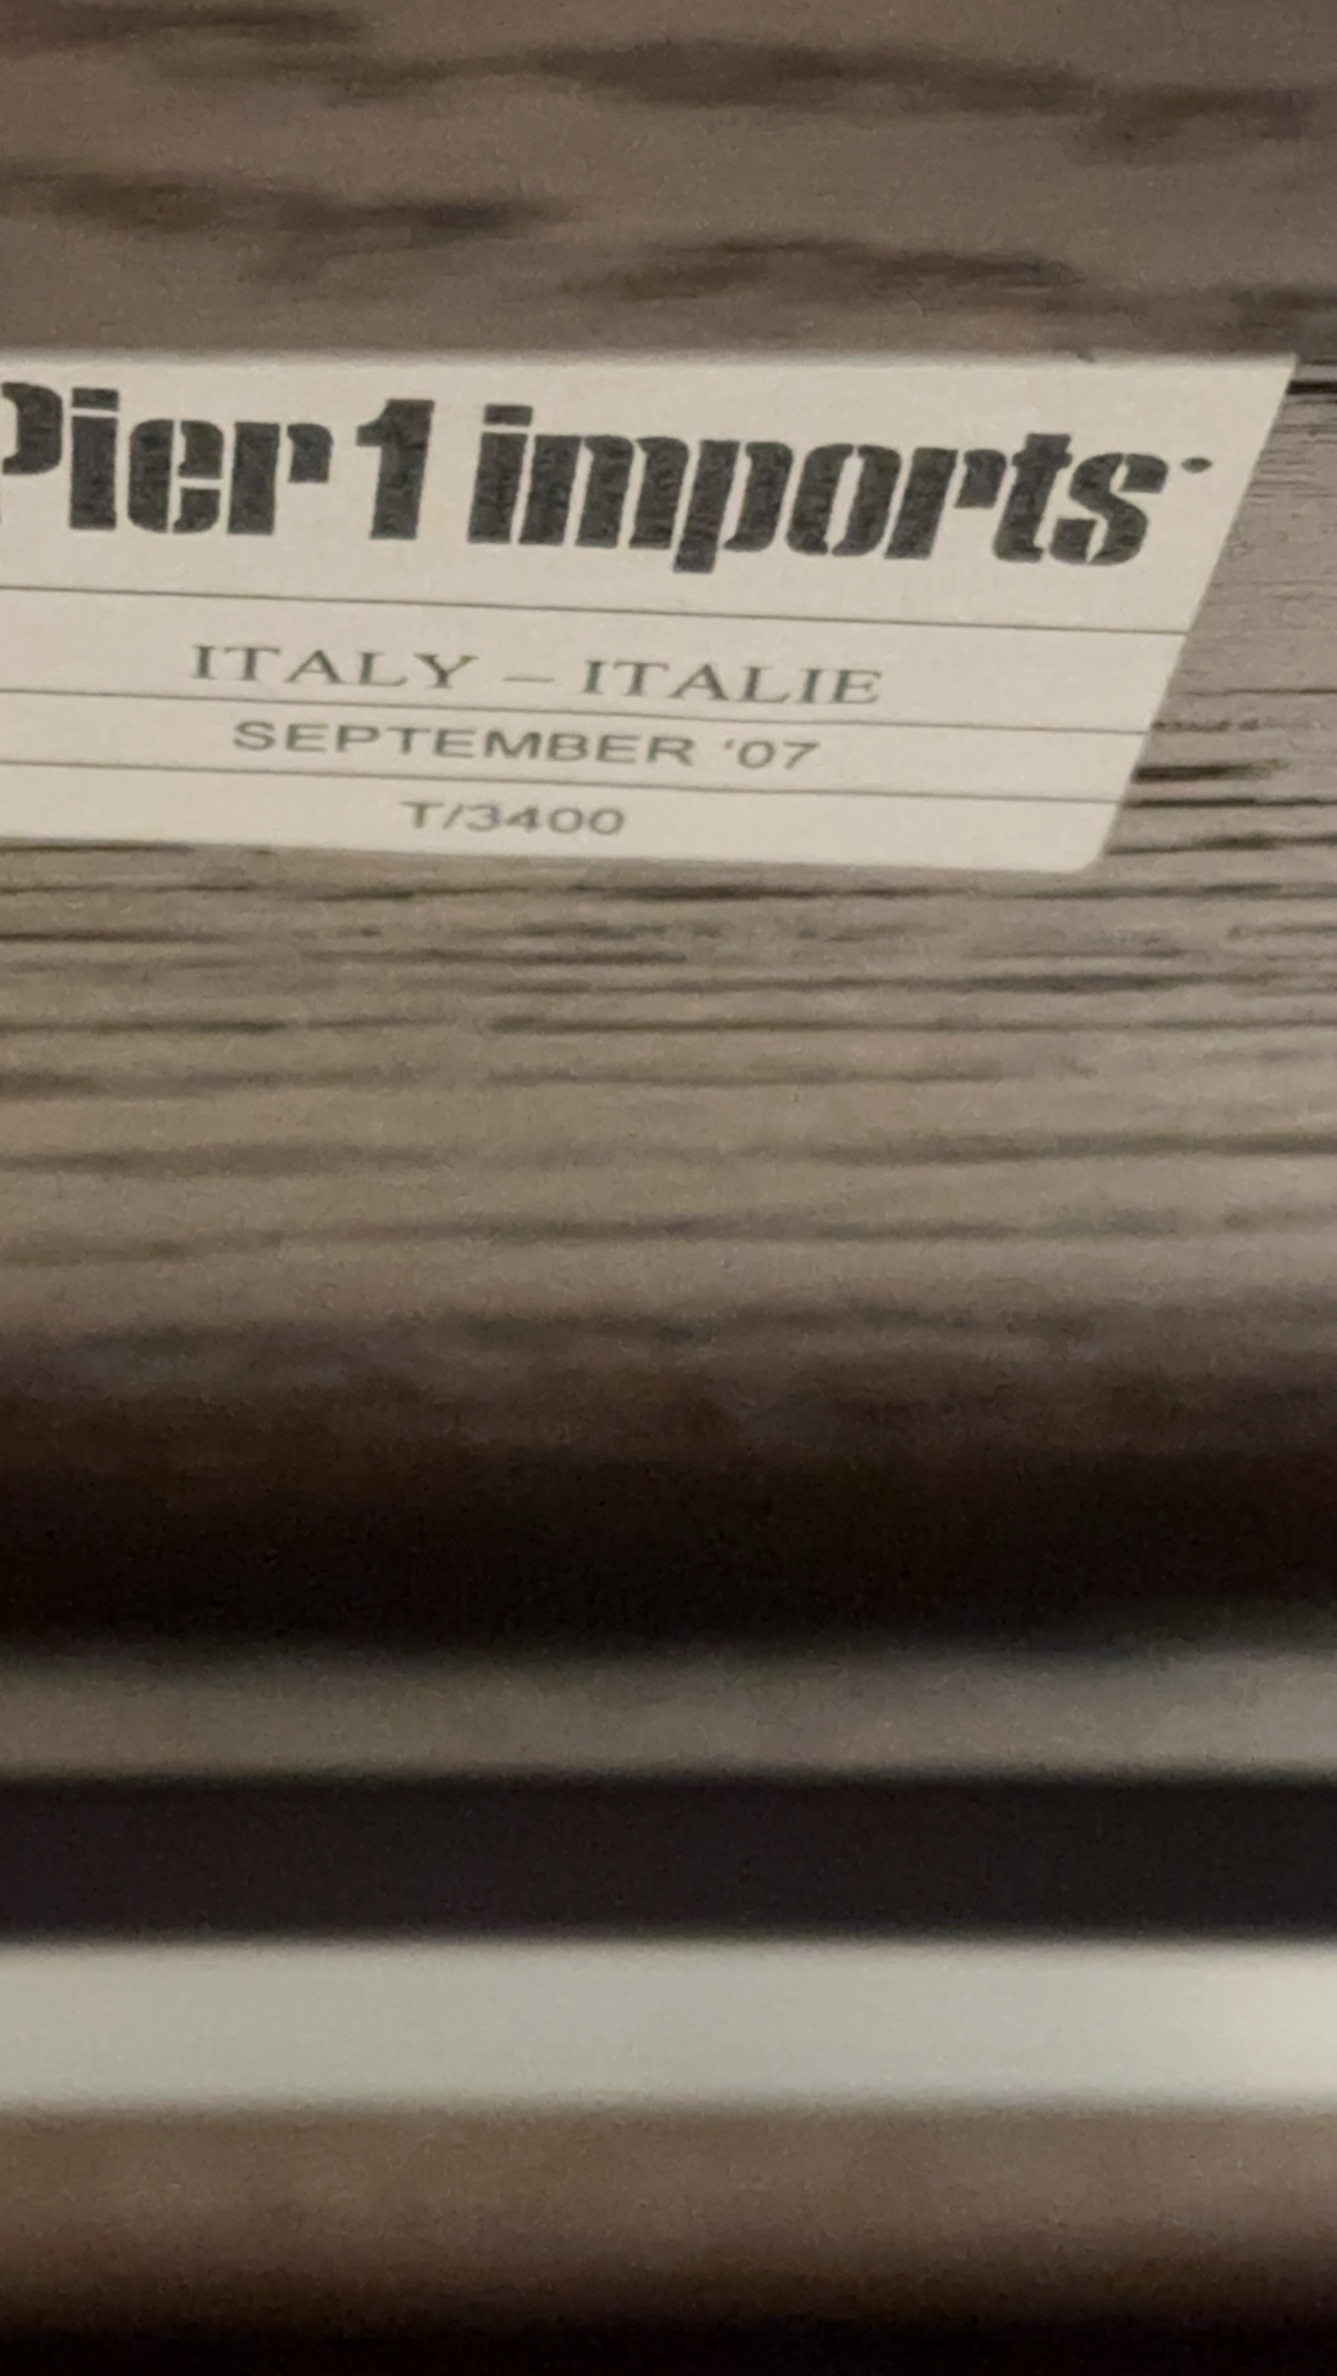 Pier 1 imports
ITALY – ITALIE
SEPTEMBER '07
T/3400